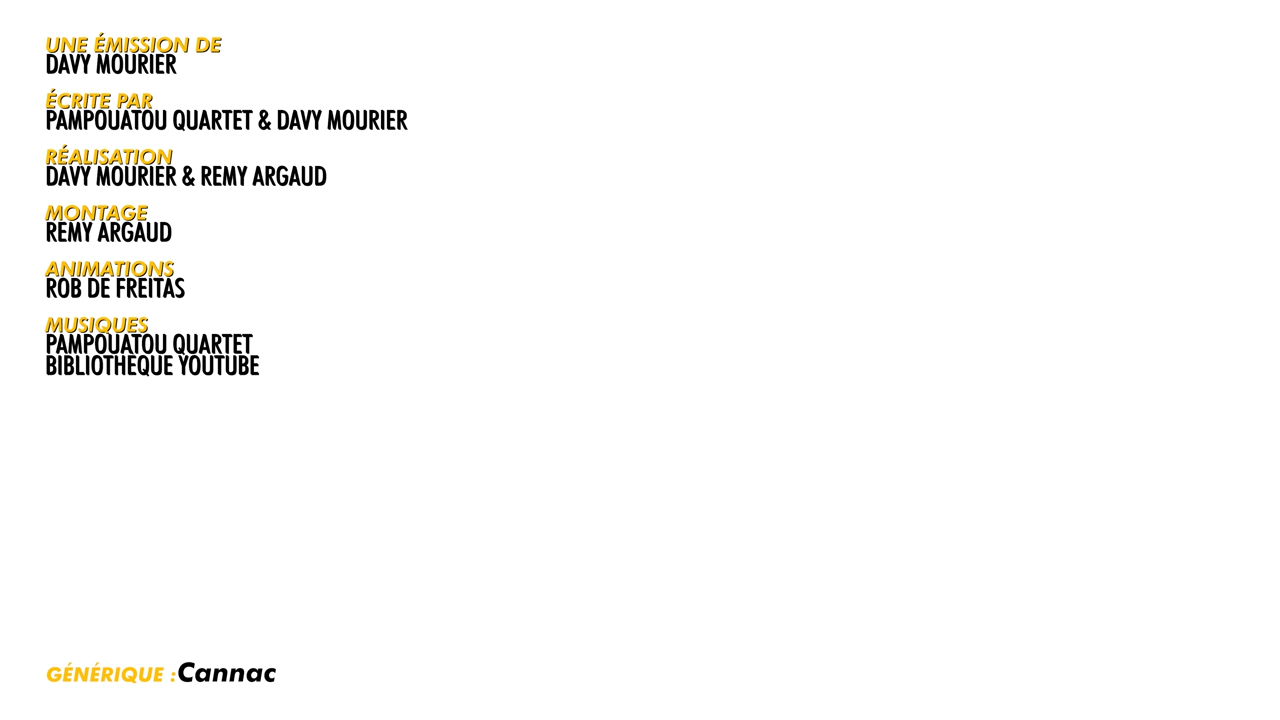 UNE ÉMISSION DE
DAVY MOURIER
ÉCRITE PAR
PAMPOUATOU QUARTET & DAVY MOURIER
RÉALISATION
DAVY MOURIER & REMY ARGAUD
MONTAGE
REMY ARGAUD
ANIMATIONS
ROB DE FREITAS
MUSIQUES
PAMPOUATOU QUARTET
BIBLIOTHÈQUE YOUTUBE
GÉNÉRIQUE : Cannac